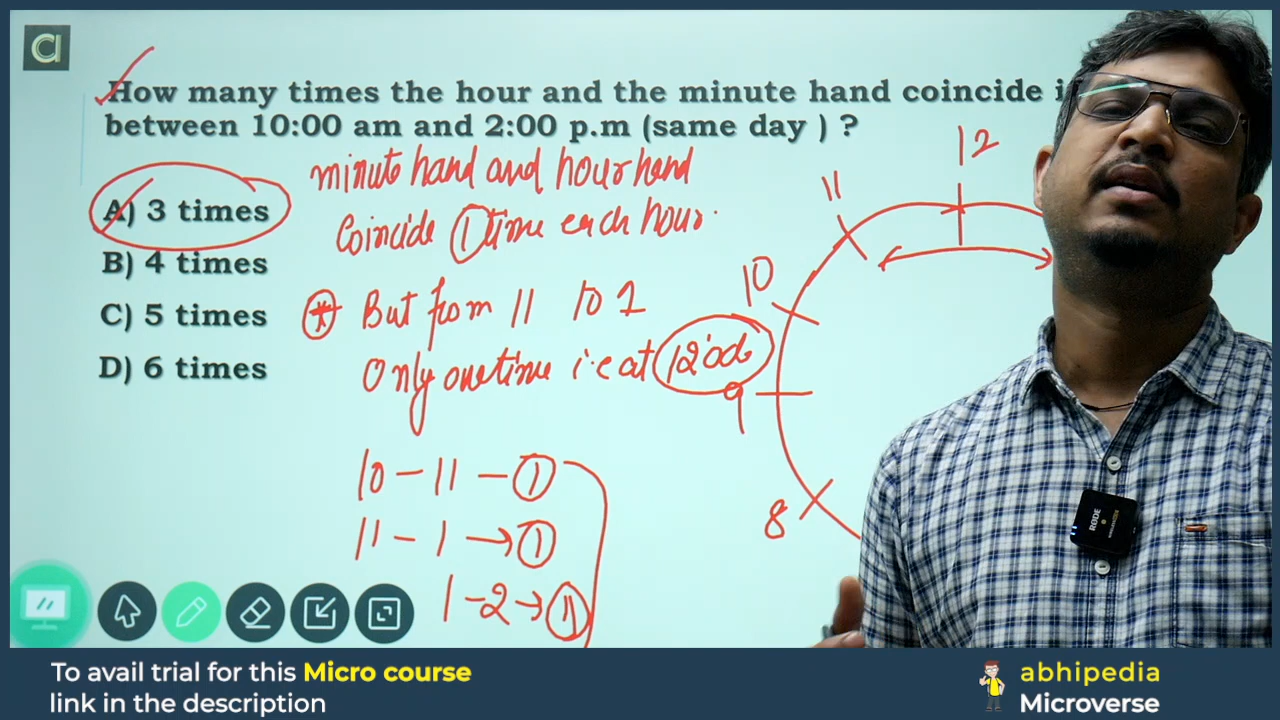 How many times the hour and the minute hand coincide
between 10:00 am and 2:00 p.m (same day ) ?
A) 3 times
B) 4 times
C) 5 times
D) 6 times
minute hand and hour hand
Coincide 1 time each hour.
* But from 11 to 1
Only one time i.e at
10 - 11 - 1
11 - 1 → 1
1 - 2 → 1
12
11
10
9
8
RODE
To avail trial for this Micro course
link in the description
abhipedia
Microverse